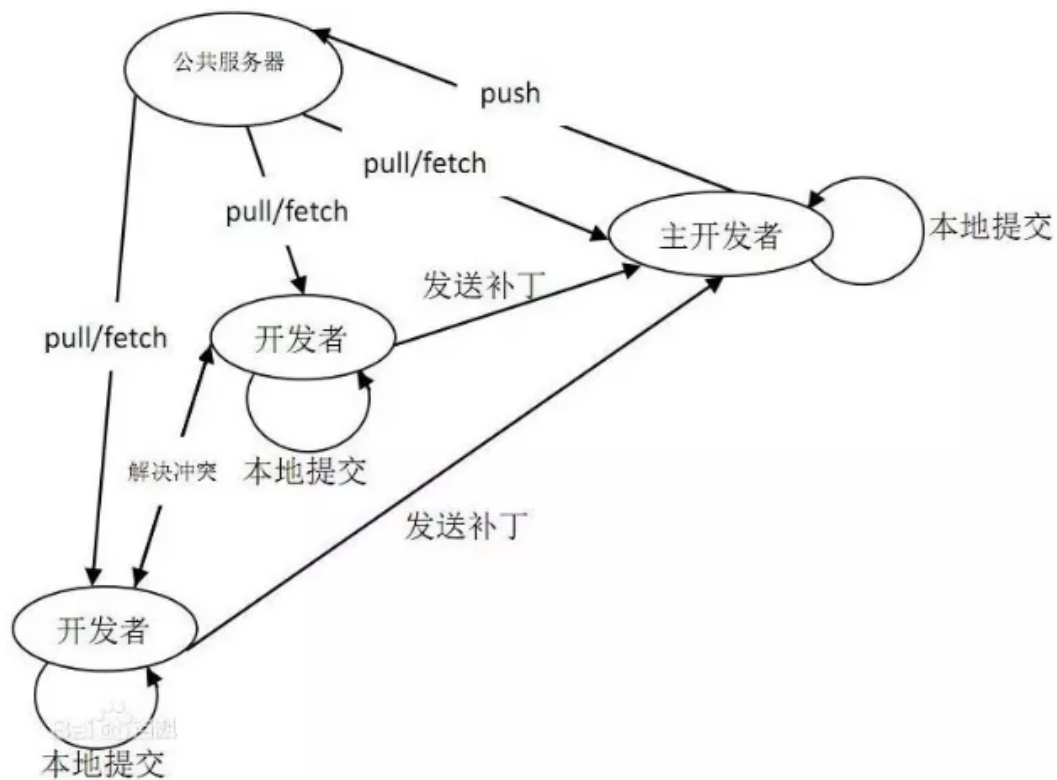 公共服务器
push
pull/fetch
pull/fetch
主开发者
本地提交
发送补丁
开发者
pull/fetch
解决冲突
本地提交
发送补丁
开发者
本地提交